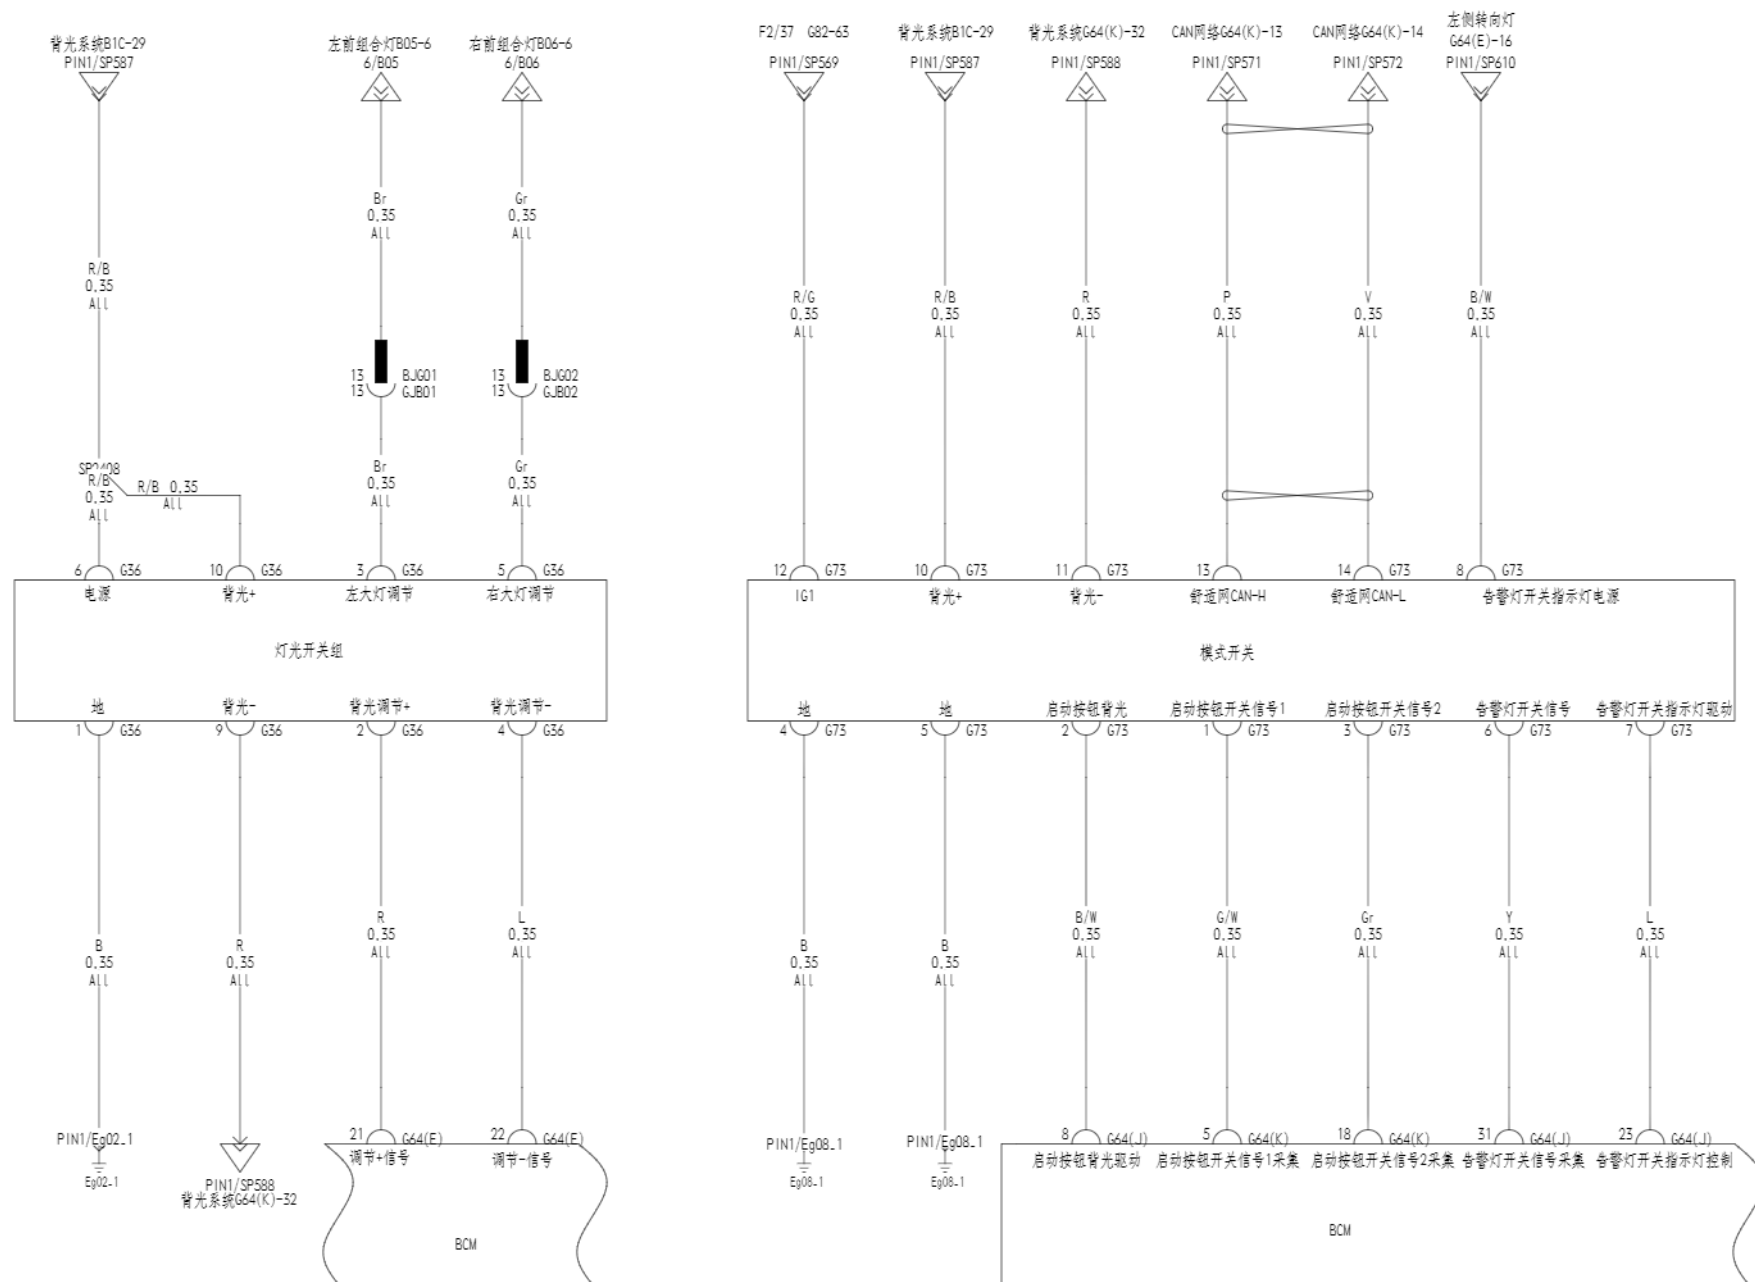 背光系统B1C-29
PIN1/SP587
左前组合灯B05-6
6/B05
右前组合灯B06-6
6/B06
F2/37 G82-63
PIN1/SP569
背光系统B1C-29
PIN1/SP587
背光系统G64(K)-32
PIN1/SP588
CAN网络G64(K)-13
PIN1/SP571
CAN网络G64(K)-14
PIN1/SP572
左侧转向灯
G64(E)-16
PIN1/SP610
Br
0.35
All
Gr
0.35
All
R/B
0.35
All
R/G
0.35
All
R/B
0.35
All
R
0.35
All
P
0.35
All
V
0.35
All
B/W
0.35
All
13 BJG01
13 GJB01
13 BJG02
13 GJB02
R/B
0.35
All
R/B 0.35
All
Br
0.35
All
Gr
0.35
All
6 G36
电源
10 G36
背光+
3 G36
左大灯调节
5 G36
右大灯调节
灯光开关组
地
1 G36
背光-
9 G36
背光调节+
2 G36
背光调节-
4 G36
12 G73
IG1
10 G73
背光+
11 G73
背光-
13 G73
舒适网CAN-H
14 G73
舒适网CAN-L
8 G73
告警灯开关指示灯电源
模式开关
地
4 G73
地
5 G73
启动按钮背光
2 G73
启动按钮开关信号1
1 G73
启动按钮开关信号2
3 G73
告警灯开关信号
6 G73
告警灯开关指示灯驱动
7 G73
B
0.35
All
R
0.35
All
R
0.35
All
L
0.35
All
B
0.35
All
B
0.35
All
B/W
0.35
All
G/W
0.35
All
Gr
0.35
All
Y
0.35
All
L
0.35
All
PIN1/Eg02-1
Eg02-1
PIN1/SP588
背光系统G64(K)-32
21 G64(E)
调节+信号
22 G64(E)
调节-信号
BCM
PIN1/Eg08-1
Eg08-1
PIN1/Eg08-1
Eg08-1
8 G64(J)
启动按钮背光驱动
5 G64(K)
启动按钮开关信号1采集
18 G64(K)
启动按钮开关信号2采集
31 G64(J)
告警灯开关信号采集
23 G64(J)
告警灯开关指示灯控制
BCM